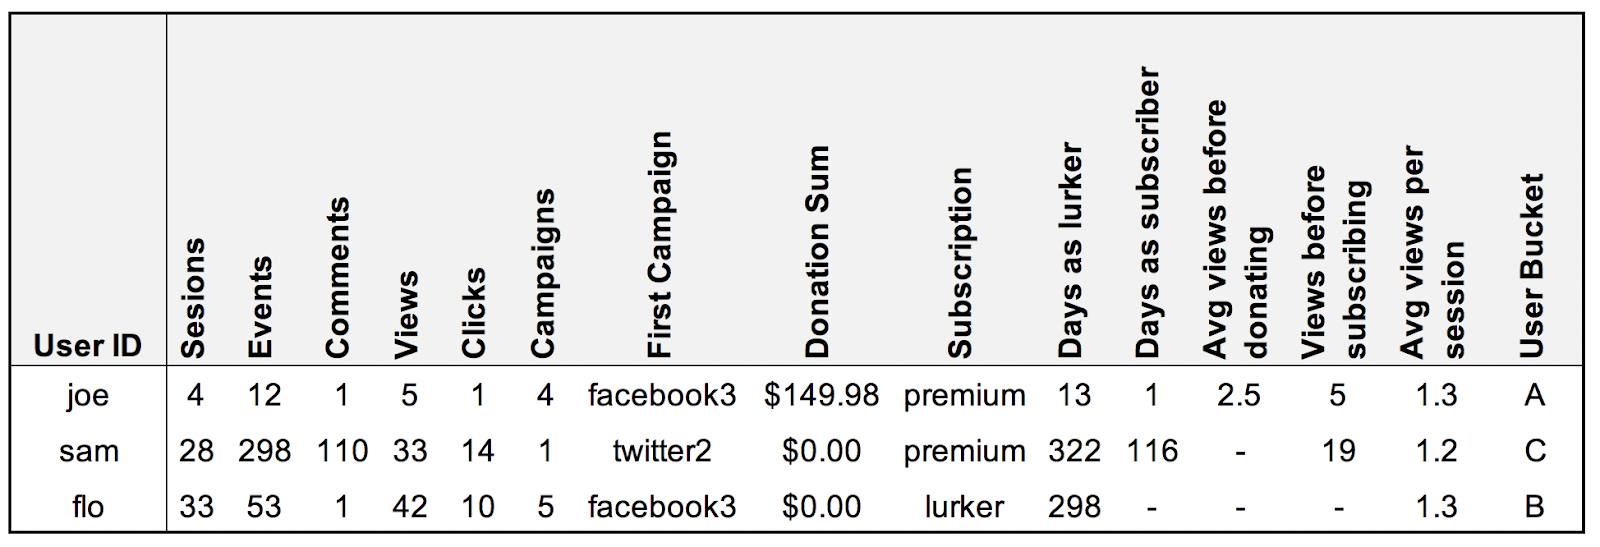 User ID Sesions Events Comments Views Clicks Campaigns First Campaign Donation Sum Subscription Days as lurker Days as subscriber Avg views before donating Views before subscribing Avg views per session User Bucket
joe 4 12 1 5 1 4 facebook3 $149.98 premium 13 1 2.5 5 1.3 A
sam 28 298 110 33 14 1 twitter2 $0.00 premium 322 116 - 19 1.2 C
flo 33 53 1 42 10 5 facebook3 $0.00 lurker 298 - - - 1.3 B